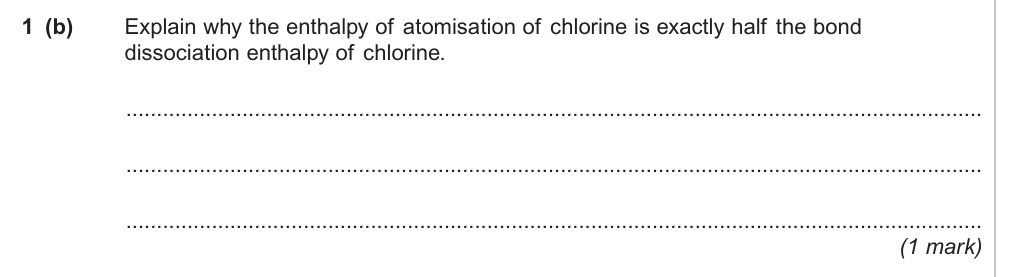 1 (b) Explain why the enthalpy of atomisation of chlorine is exactly half the bond
dissociation enthalpy of chlorine.
....................................................................................................................................................
....................................................................................................................................................
....................................................................................................................................................
(1 mark)